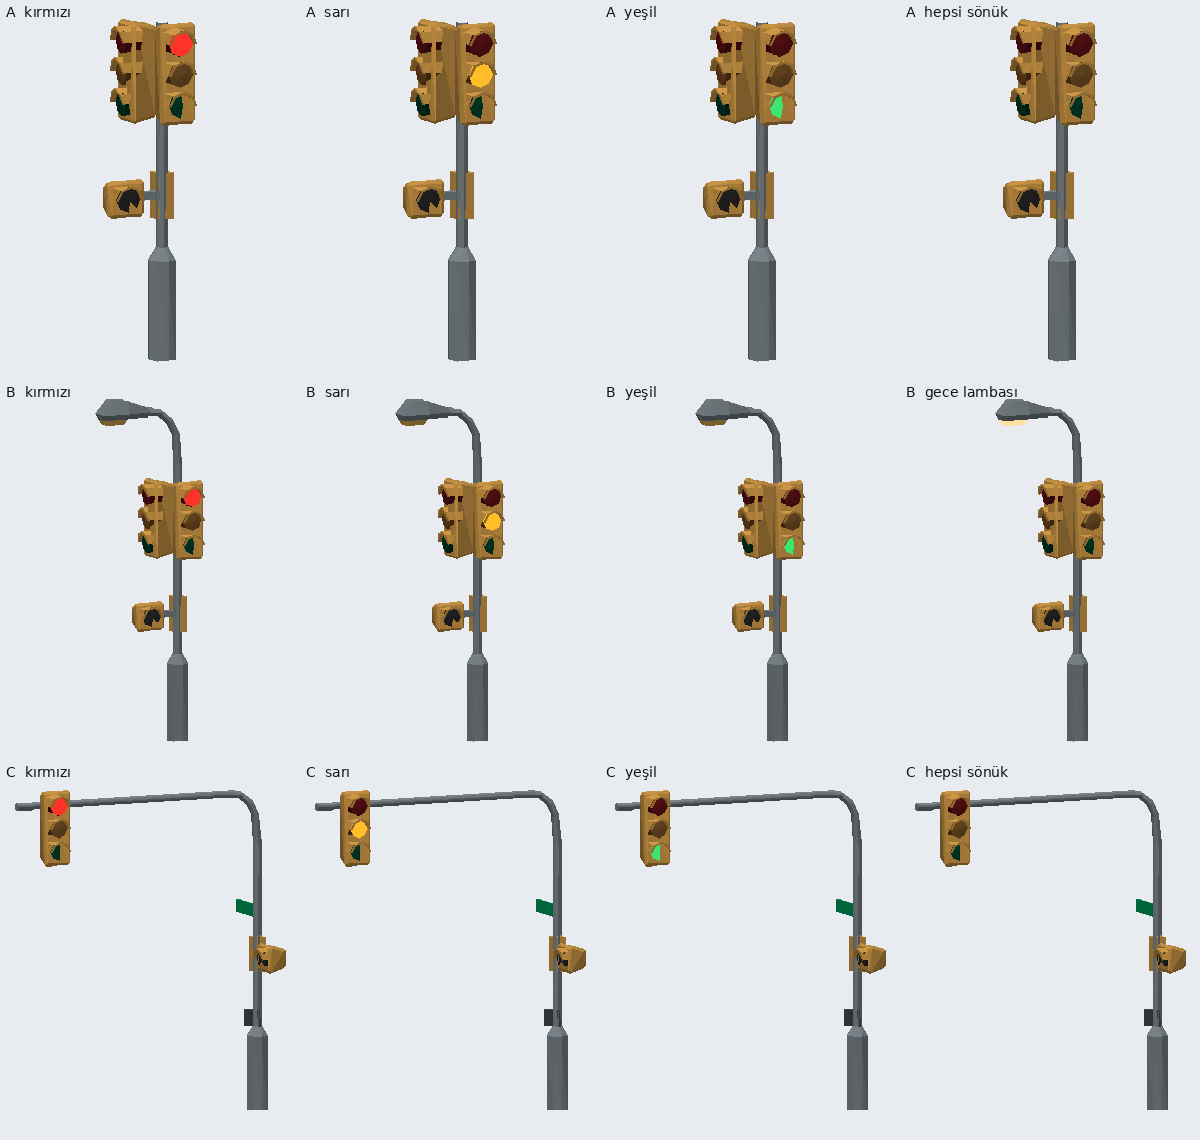 A kırmızı
A sarı
A yeşil
A hepsi sönük
B kırmızı
B sarı
B yeşil
B gece lambası
C kırmızı
C sarı
C yeşil
C hepsi sönük